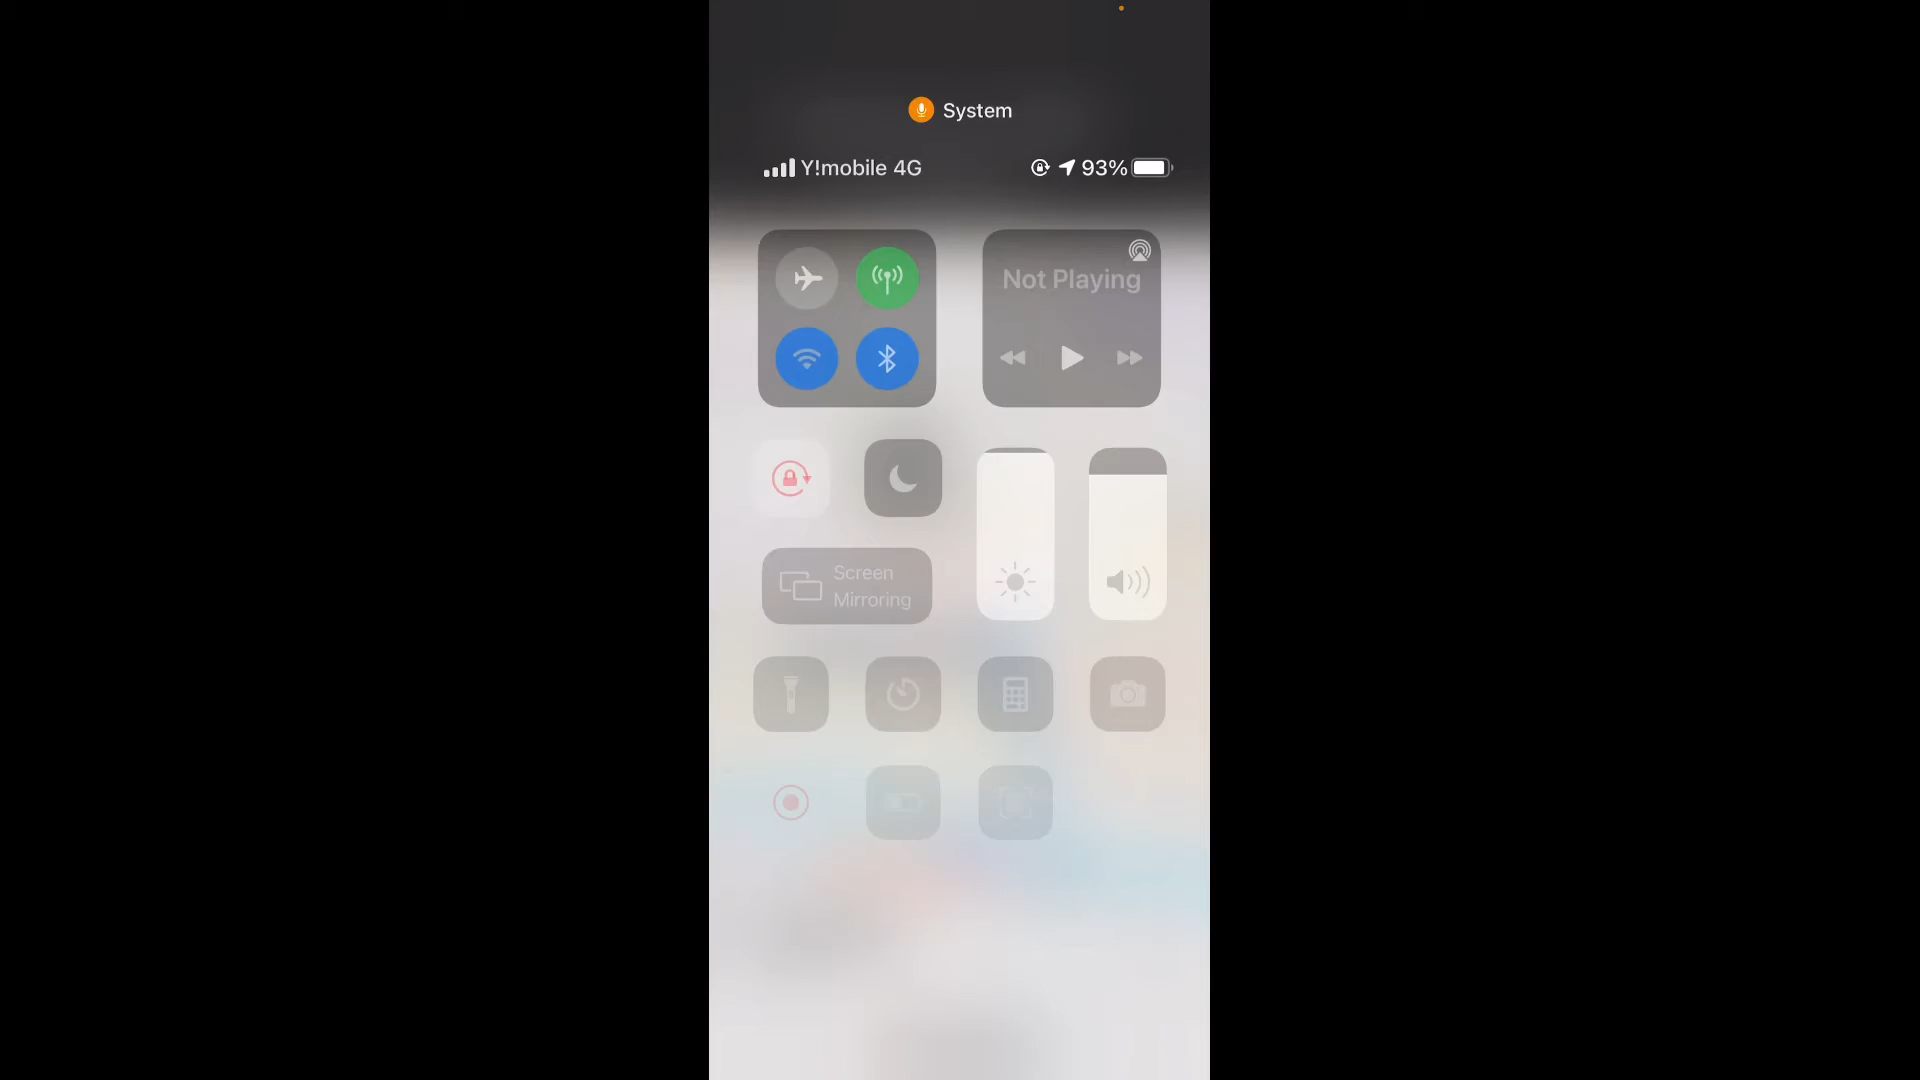 System
Y!mobile 4G
93%
Not Playing
Screen
Mirroring